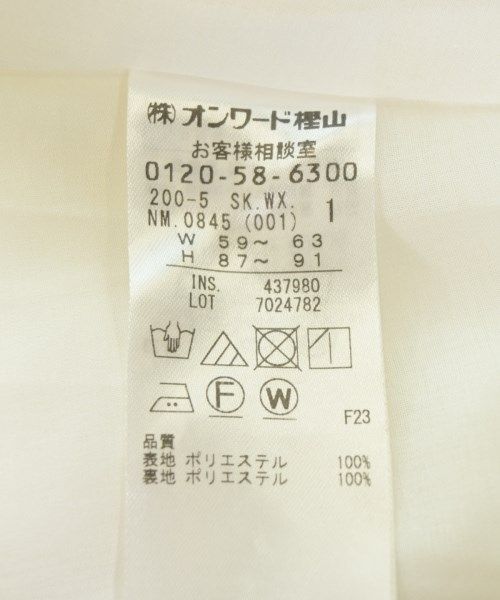 (株)オンワード樫山
お客様相談室
0120-58-6300
200-5 SK.WX.
NM.0845 (001) 1
W 59～ 63
H 87～ 91
INS. 437980
LOT 7024782
F W
F23
品質
表地 ポリエステル 100%
裏地 ポリエステル 100%